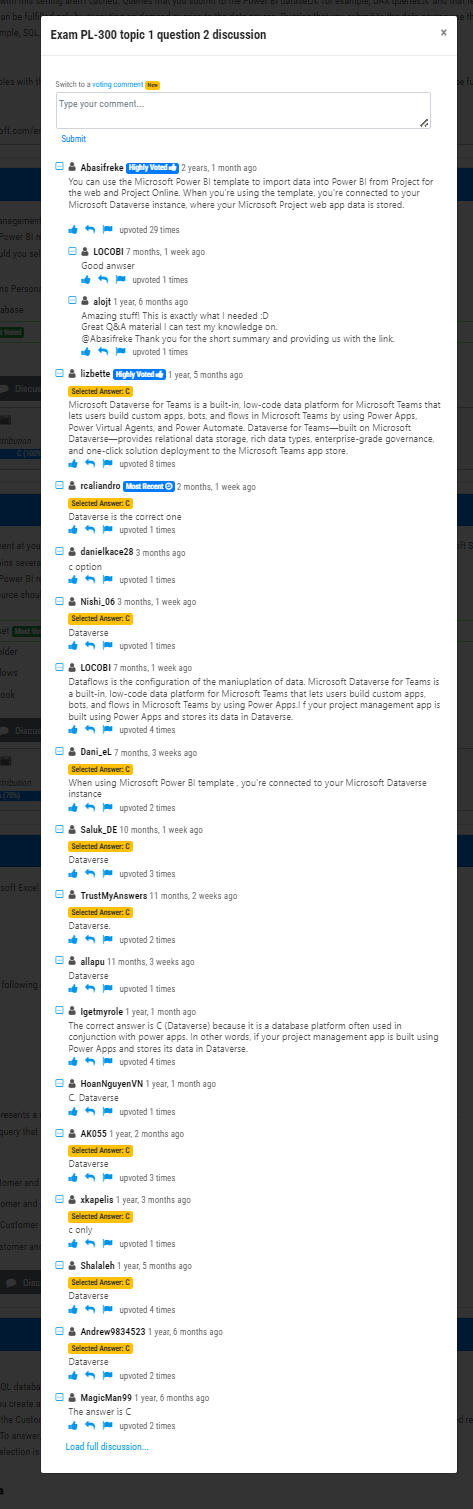 Exam PL-300 topic 1 question 2 discussion
×
Switch to a voting comment New
Type your comment...
Submit
Abasifreke Highly Voted 2 years, 1 month ago
You can use the Microsoft Power BI template to import data into Power BI from Project for
the web and Project Online. When you're using the template, you're connected to your
Microsoft Dataverse instance, where your Microsoft Project web app data is stored.
upvoted 29 times
LOCOBI 7 months, 1 week ago
Good anwser
upvoted 1 times
alojt 1 year, 6 months ago
Amazing stuff! This is exactly what I needed :D
Great Q&A material I can test my knowledge on.
@Abasifreke Thank you for the short summary and providing us with the link.
upvoted 1 times
lizbette Highly Voted 1 year, 5 months ago
Selected Answer: C
Microsoft Dataverse for Teams is a built-in, low-code data platform for Microsoft Teams that
lets users build custom apps, bots, and flows in Microsoft Teams by using Power Apps,
Power Virtual Agents, and Power Automate. Dataverse for Teams—built on Microsoft
Dataverse—provides relational data storage, rich data types, enterprise-grade governance,
and one-click solution deployment to the Microsoft Teams app store.
upvoted 8 times
rcaliandro Most Recent 2 months, 1 week ago
Selected Answer: C
Dataverse is the correct one
upvoted 1 times
danielkace28 3 months ago
c option
upvoted 1 times
Nishi_06 3 months, 1 week ago
Selected Answer: C
Dataverse
upvoted 1 times
LOCOBI 7 months, 1 week ago
Dataflows is the configuration of the maniuplation of data. Microsoft Dataverse for Teams is
a built-in, low-code data platform for Microsoft Teams that lets users build custom apps,
bots, and flows in Microsoft Teams by using Power Apps.I f your project management app is
built using Power Apps and stores its data in Dataverse.
upvoted 4 times
Dani_eL 7 months, 3 weeks ago
Selected Answer: C
When using Microsoft Power BI template , you're connected to your Microsoft Dataverse
instance
upvoted 2 times
Saluk_DE 10 months, 1 week ago
Selected Answer: C
Dataverse
upvoted 3 times
TrustMyAnswers 11 months, 2 weeks ago
Selected Answer: C
Dataverse.
upvoted 2 times
allapu 11 months, 3 weeks ago
Dataverse
upvoted 1 times
Igetmyrole 1 year, 1 month ago
The correct answer is C (Dataverse) because it is a database platform often used in
conjunction with power apps. In other words, if your project management app is built using
Power Apps and stores its data in Dataverse.
upvoted 4 times
HoanNguyenVN 1 year, 1 month ago
C. Dataverse
upvoted 1 times
AK055 1 year, 2 months ago
Selected Answer: C
Dataverse
upvoted 3 times
xkapelis 1 year, 3 months ago
Selected Answer: C
c only
upvoted 1 times
Shalaleh 1 year, 5 months ago
Selected Answer: C
Dataverse
upvoted 4 times
Andrew9834523 1 year, 6 months ago
Selected Answer: C
Dataverse
upvoted 2 times
MagicMan99 1 year, 6 months ago
The answer is C
upvoted 2 times
Load full discussion...